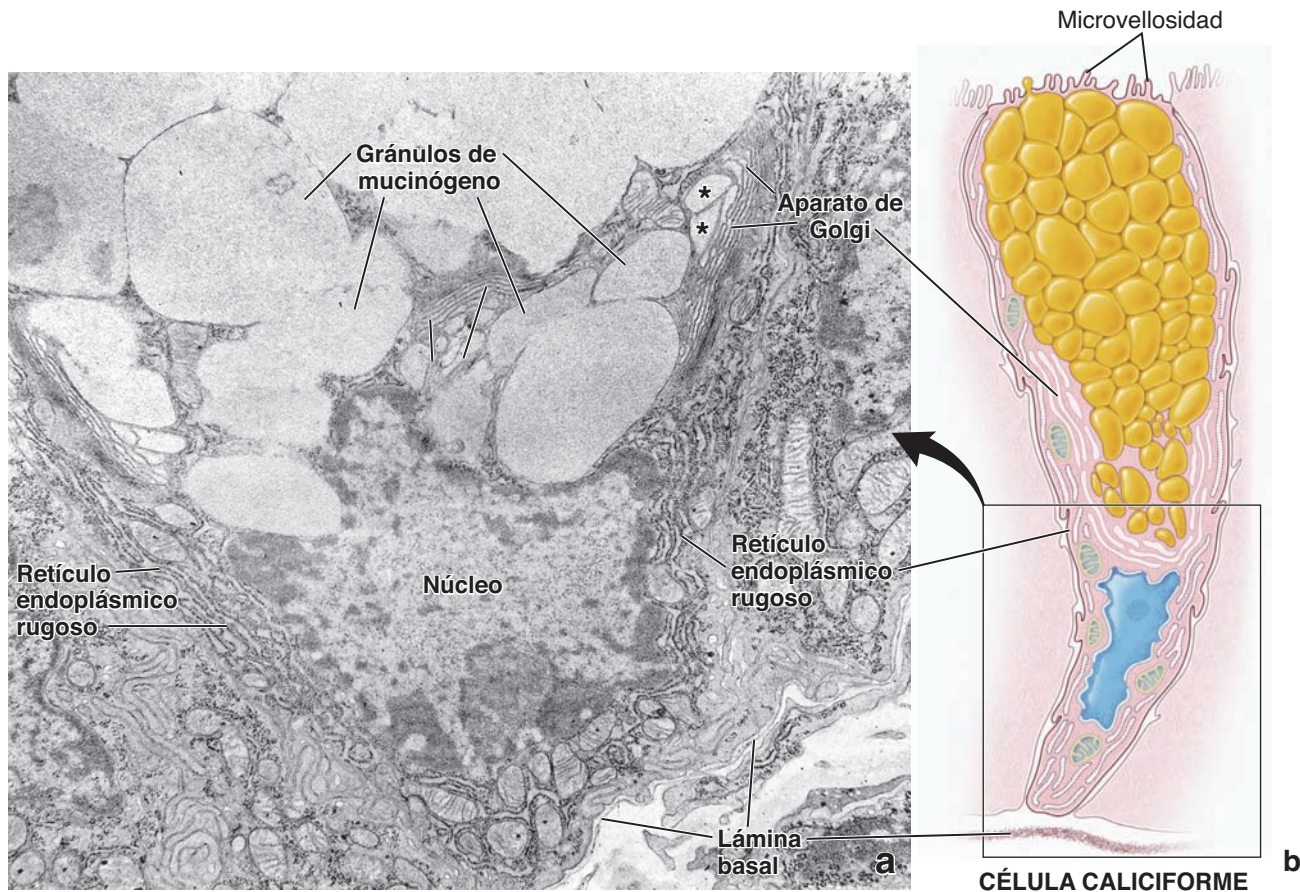 Microvellosidad
Gránulos de
mucinógeno
*
*
Aparato de
Golgi
Retículo
endoplásmico
rugoso
Núcleo
Retículo
endoplásmico
rugoso
Lámina
basal
a
b
CÉLULA CALICIFORME